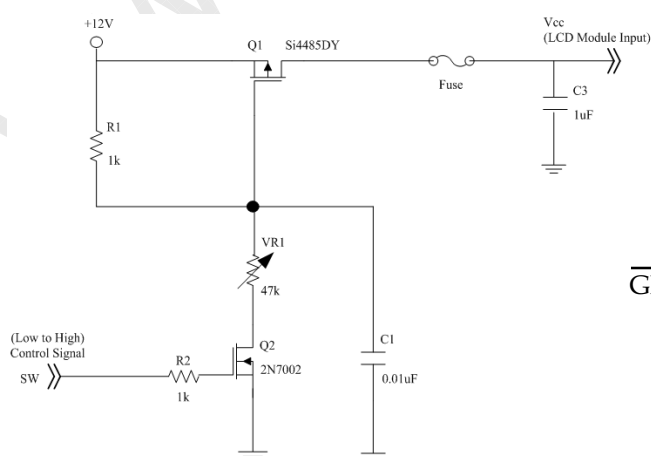 +12V
Q1
Si4485DY
Vcc
(LCD Module Input)
Fuse
C3
1uF
R1
1k
VR1
47k
(Low to High)
Control Signal
SW
R2
1k
Q2
2N7002
C1
0.01uF